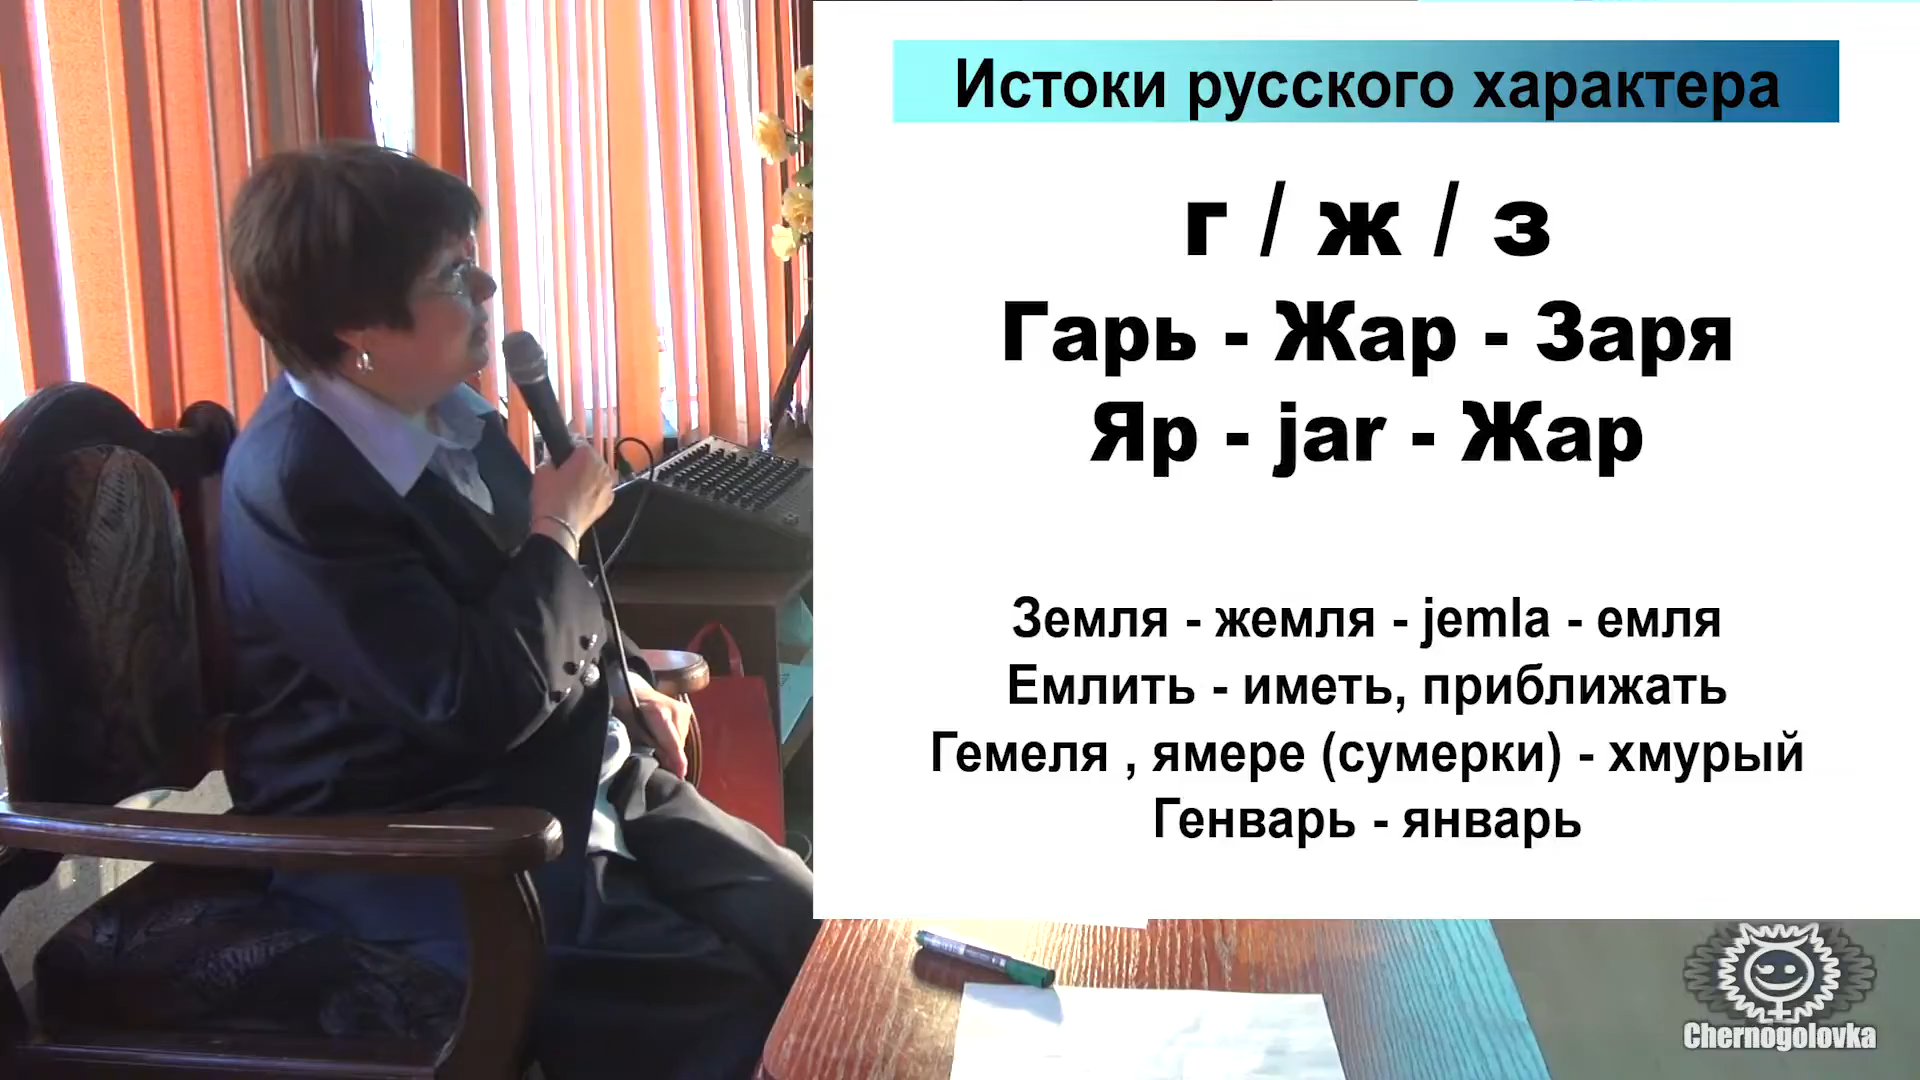 Истоки русского характера
г / ж / з
Гарь - Жар - Заря
Яр - jar - Жар
Земля - жемля - jemla - емля
Емлить - иметь, приближать
Гемеля , ямере (сумерки) - хмурый
Генварь - январь
Chernogolovka